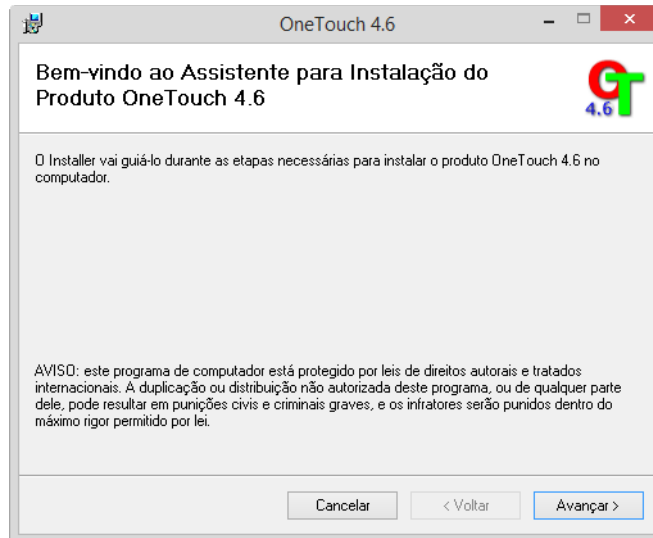 OneTouch 4.6
Bem-vindo ao Assistente para Instalação do
Produto OneTouch 4.6
OT
4.6
O Installer vai guiá-lo durante as etapas necessárias para instalar o produto OneTouch 4.6 no
computador.
AVISO: este programa de computador está protegido por leis de direitos autorais e tratados
internacionais. A duplicação ou distribuição não autorizada deste programa, ou de qualquer parte
dele, pode resultar em punições civis e criminais graves, e os infratores serão punidos dentro do
máximo rigor permitido por lei.
Cancelar
< Voltar
Avançar >